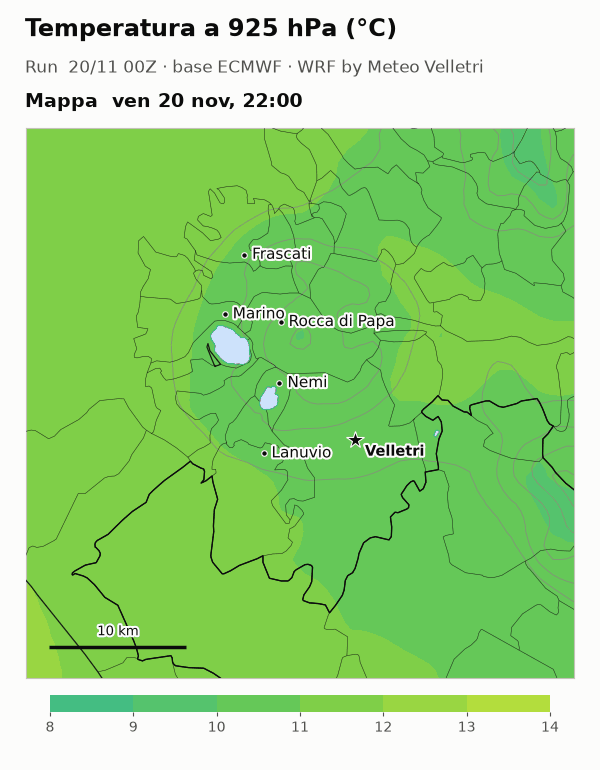 Temperatura a 925 hPa (°C)
Run  20/11 00Z · base ECMWF · WRF by Meteo Velletri
Mappa  ven 20 nov, 22:00
Frascati
Marino
Rocca di Papa
Nemi
Velletri
Lanuvio
10 km
8 9 10 11 12 13 14